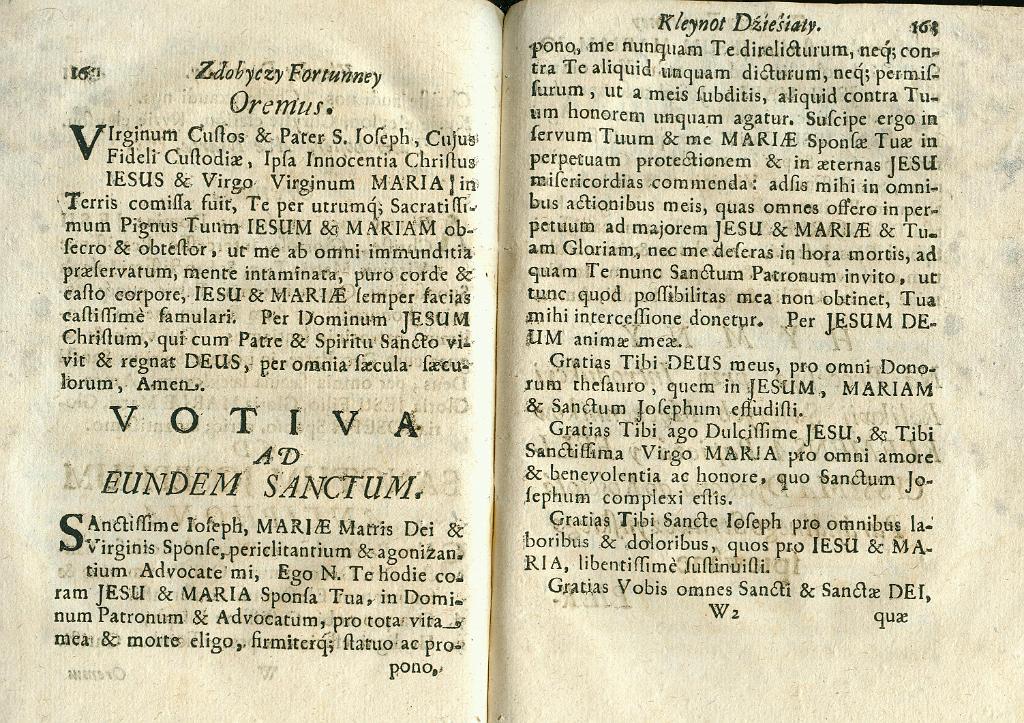 Zdobyczy Fortunney
Oremus.
VIrginum Cuſtos & Pater S. Ioſeph, Cujus
Fideli Cuſtodiæ, Ipſa Innocentia Chriſtus
IESUS & Virgo Virginum MARIA in
Terris comiſſa fuit, Te per utrumq́; Sacratiſſi-
mum Pignus Tuum IESUM & MARIAM ob-
ſecro & obteſtor, ut me ab omni immunditia
præſervatum, mente intaminata, puro corde &
caſto corpore, IESU & MARIÆ ſemper facias
caſtiſſimè famulari. Per Dominum JESUM
Chriſtum, qui cum Patre & Spiritu Sancto vi-
vit & regnat DEUS, per omnia ſæcula ſæcu-
lorum, Amen.
VOTIVA
AD
EUNDEM SANCTUM.
SAnctiſſime Ioſeph, MARIÆ Matris Dei &
Virginis Sponſe, periclitantium & agonizan-
tium Advocate mi, Ego N. Te hodie co-
ram JESU & MARIA Sponſa Tua, in Domi-
num Patronum & Advocatum, pro tota vita
mea & morte eligo, firmiterq́; ſtatuo ac pro-
pono,
Kleynot Dźieśiąty.
163
pono, me nunquam Te direlicturum, neq́; con-
tra Te aliquid unquam dicturum, neq́; permiſ-
ſurum, ut a meis ſubditis, aliquid contra Tu-
um honorem unquam agatur. Suſcipe ergo in
ſervum Tuum & me MARIÆ Sponſæ Tuæ in
perpetuam protectionem & in æternas JESU
miſericordias commenda: adſis mihi in omni-
bus actionibus meis, quas omnes offero in per-
petuum ad majorem JESU & MARIÆ & Tu-
am Gloriam, nec me deſeras in hora mortis, ad
quam Te nunc Sanctum Patronum invito, ut
tunc quod poſſibilitas mea non obtinet, Tua
mihi interceſſione donetur. Per JESUM DE-
UM animæ meæ.
Gratias Tibi DEUS meus, pro omni Dono-
rum theſauro, quem in JESUM, MARIAM
& Sanctum Joſephum effudiſti.
Gratias Tibi ago Dulciſſime JESU, & Tibi
Sanctiſſima Virgo MARIA pro omni amore
& benevolentia ac honore, quo Sanctum Jo-
ſephum complexi eſtis.
Gratias Tibi Sancte Ioſeph pro omnibus la-
boribus & doloribus, quos pro IESU & MA-
RIA, libentiſſimè ſuſtinuiſti.
Gratias Vobis omnes Sancti & Sanctæ DEI,
W2
quæ